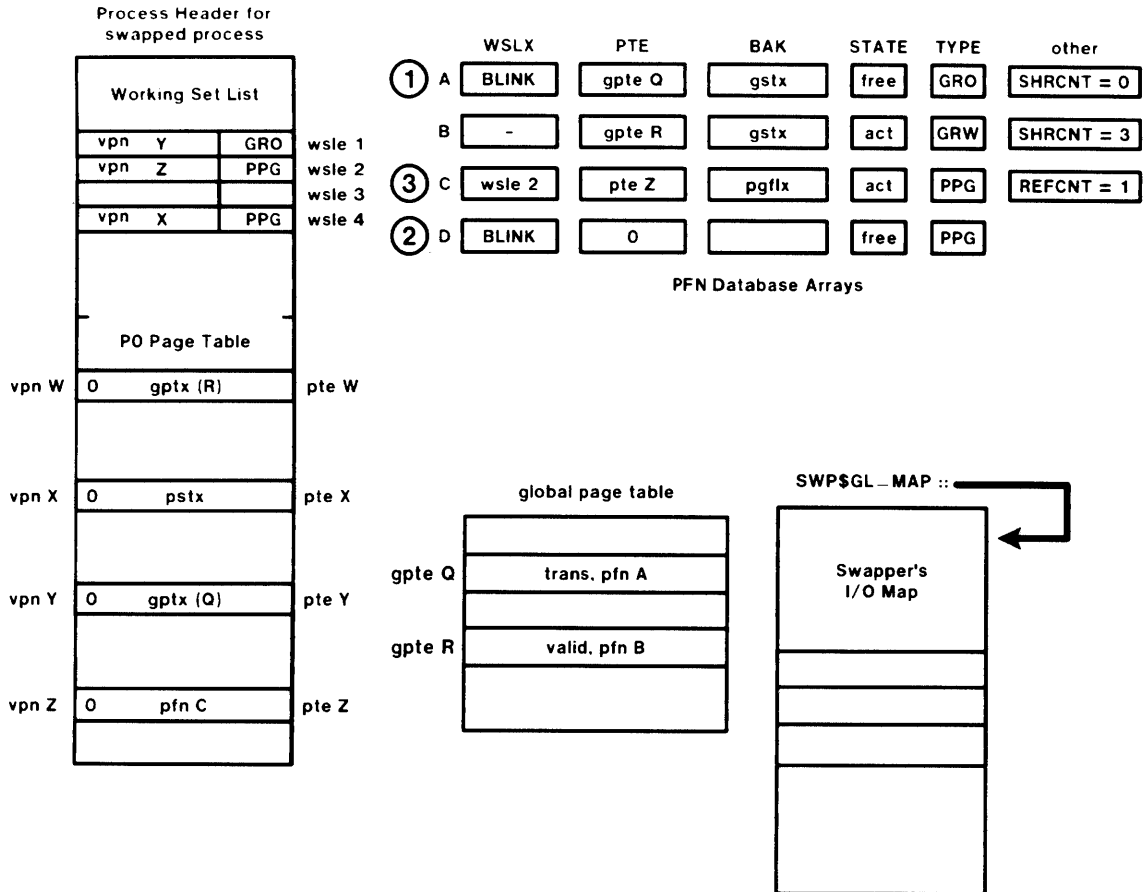 Process Header for
swapped process
Working Set List
vpn Y GRO wsle 1
vpn Z PPG wsle 2
wsle 3
vpn X PPG wsle 4
P0 Page Table
vpn W 0 gptx (R) pte W
vpn X 0 pstx pte X
vpn Y 0 gptx (Q) pte Y
vpn Z 0 pfn C pte Z
WSLX PTE BAK STATE TYPE other
1 A BLINK gpte Q gstx free GRO SHRCNT = 0
B - gpte R gstx act GRW SHRCNT = 3
3 C wsle 2 pte Z pgflx act PPG REFCNT = 1
2 D BLINK 0 free PPG
PFN Database Arrays
global page table
gpte Q trans, pfn A
gpte R valid, pfn B
SWP$GL_MAP ::
Swapper's
I/O Map